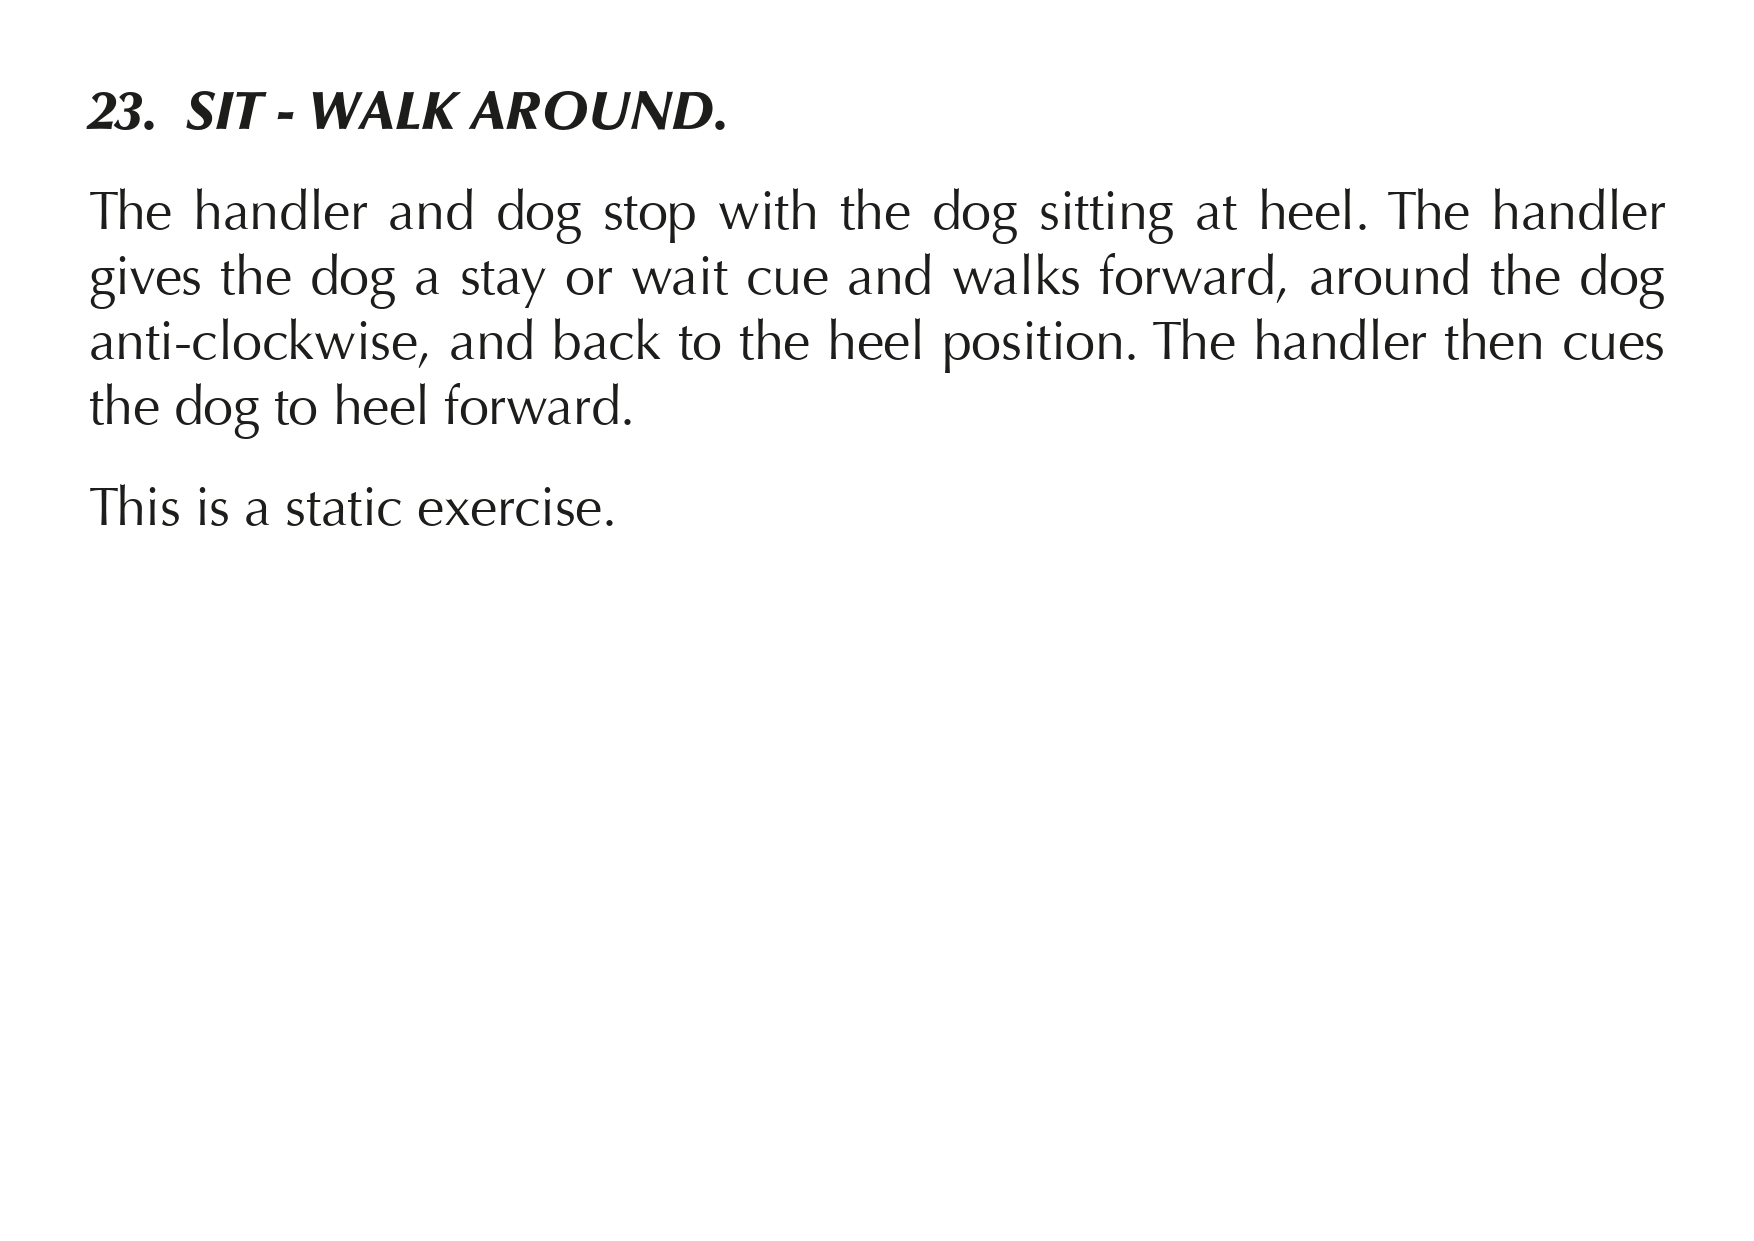 23. SIT - WALK AROUND.
The handler and dog stop with the dog sitting at heel. The handler
gives the dog a stay or wait cue and walks forward, around the dog
anti-clockwise, and back to the heel position. The handler then cues
the dog to heel forward.
This is a static exercise.